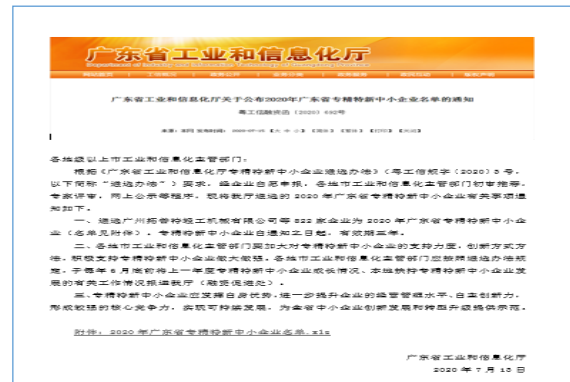 广东省工业和信息化厅
广东省工业和信息化厅关于公布2020年广东省专精特新中小企业名单的通知
粤工信融资函〔2020〕692号
各地级以上市工业和信息化主管部门:
根据《广东省工业和信息化厅专精特新中小企业遴选办法》(粤工信规字〔2020〕3号,
以下简称“遴选办法”)要求,经企业自愿申报,各地市工业和信息化主管部门初审推荐,
专家评审,网上公示等程序,现将我厅遴选的2020年广东省专精特新中小企业有关事项通
知如下。
一、遴选广州拓普特轻工机械有限公司等822家企业为2020年广东省专精特新中小企
业(名单见附件)。专精特新企业自通知之日起,有效期三年。
二、各地市工业和信息化主管部门要加大对专精特新中小企业的支持力度,创新方式方
法,积极支持专精特新中小企业做大做强。各地市工业和信息化主管部门应按照遴选办法规
定,于每年6月底前将上一年度专精特新中小企业成长情况、本地扶持专精特新中小企业发
展的有关工作情况报送我厅(融资促进处)。
三、专精特新中小企业应发挥自身优势,进一步提升企业的经营管理水平、自主创新力,
形成较强的核心竞争力,实现可持续发展,为全省中小企业创新发展和转型升级提供示范。
附件:2020年广东省专精特新中小企业名单.xls
广东省工业和信息化厅
2020年7月13日